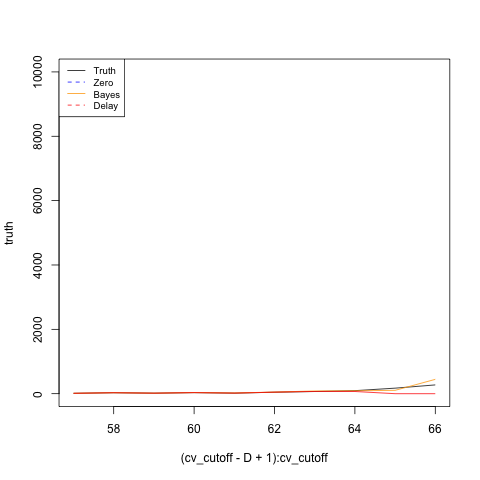 Truth
Zero
Bayes
Delay
10000
8000
6000
4000
2000
0
truth
58 60 62 64 66
(cv_cutoff - D + 1):cv_cutoff